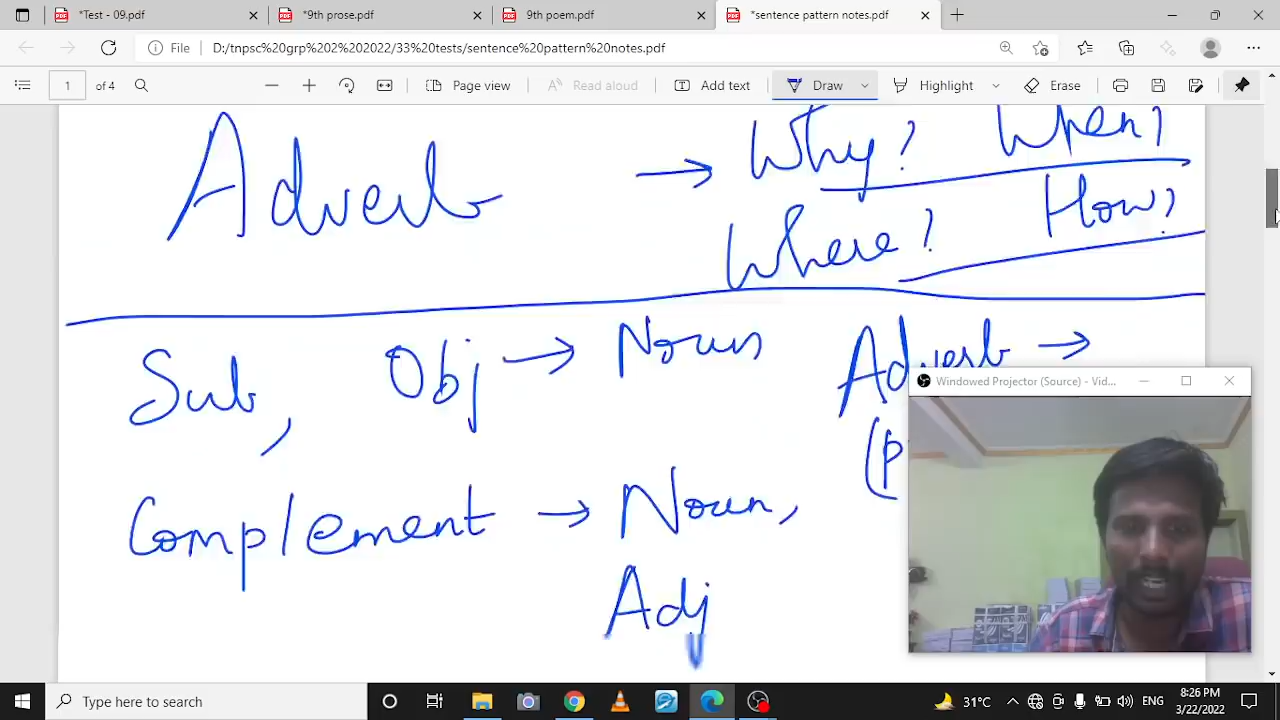 *Test - 09.pdf
*9th prose.pdf
9th poem.pdf
*sentence pattern notes.pdf
File D:/tnpsc%20grp%202%202022/33%20tests/sentence%20pattern%20notes.pdf
1 of 4 Page view Read aloud Add text Draw Highlight Erase
Why? When?
Adverb →
Where? How?
Sub, Obj → Noun Adverb →
Windowed Projector (Source) - Vid...
(P
Complement → Noun,
Adj
Type here to search
31°C ENG 8:26 PM
3/22/2022